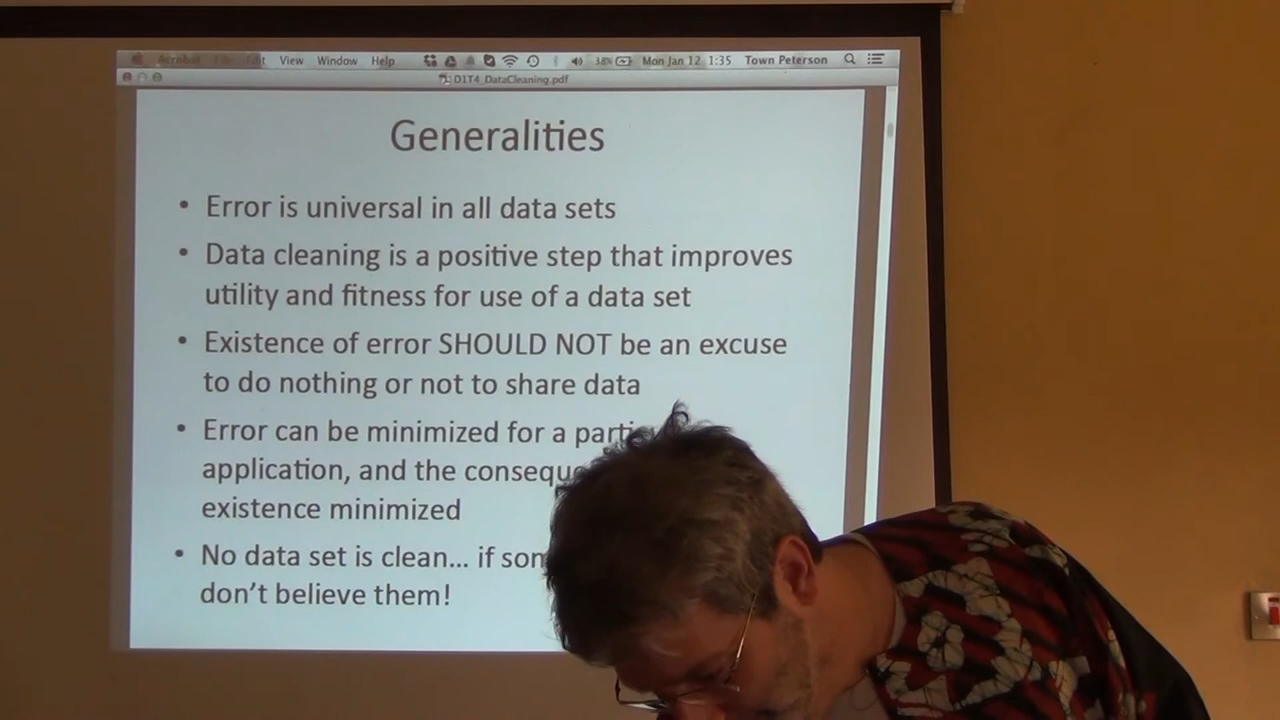 Acrobat File Edit View Window Help 38% Mon Jan 12 1:35 Town Peterson
D1T4_DataCleaning.pdf
Generalities
• Error is universal in all data sets
• Data cleaning is a positive step that improves
utility and fitness for use of a data set
• Existence of error SHOULD NOT be an excuse
to do nothing or not to share data
• Error can be minimized for a
application, and the
existence minimized
• No data set is clean... if
don't believe them!